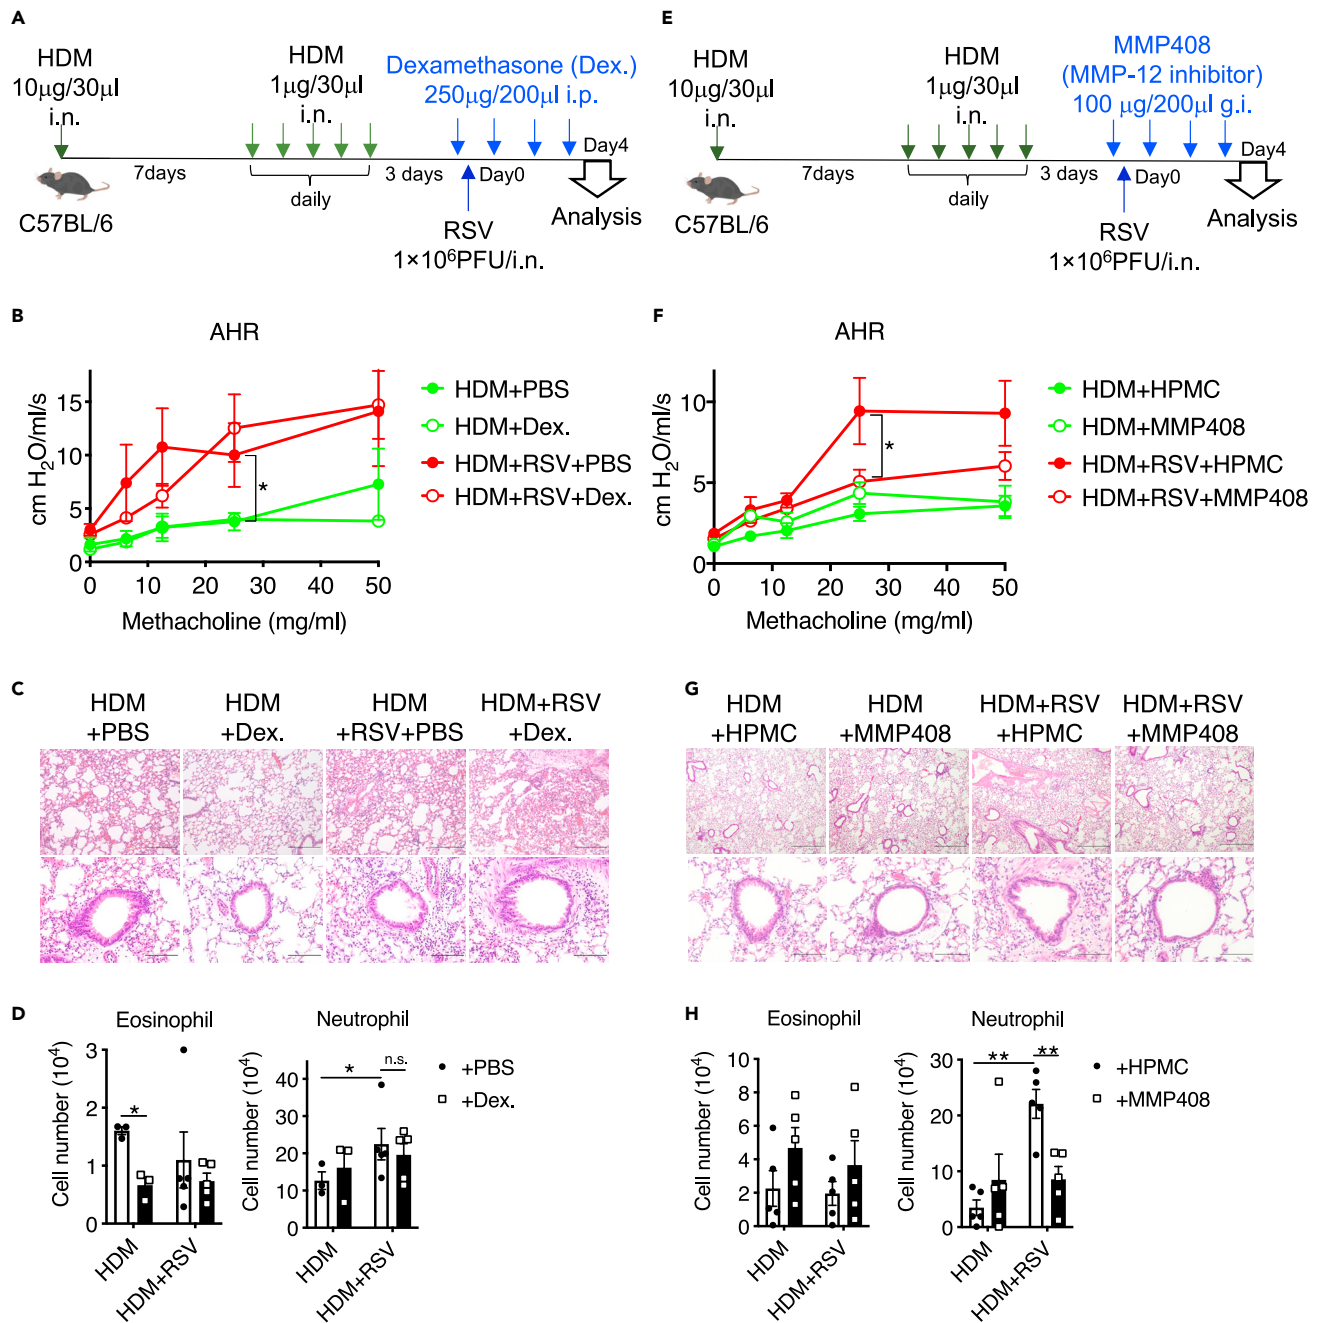 A
HDM
10µg/30µl
i.n.
HDM
1µg/30µl
i.n.
Dexamethasone (Dex.)
250µg/200µl i.p.
Day4
7days
daily
3 days
Day0
C57BL/6
RSV
1×10⁶PFU/i.n.
Analysis
E
HDM
10µg/30µl
i.n.
HDM
1µg/30µl
i.n.
MMP408
(MMP-12 inhibitor)
100 µg/200µl g.i.
Day4
7days
daily
3 days
Day0
C57BL/6
RSV
1×10⁶PFU/i.n.
Analysis
B
AHR
cm H₂O/ml/s
15
10
5
0
*
0 10 20 30 40 50
Methacholine (mg/ml)
HDM+PBS
HDM+Dex.
HDM+RSV+PBS
HDM+RSV+Dex.
F
AHR
cm H₂O/ml/s
10
5
0
*
0 10 20 30 40 50
Methacholine (mg/ml)
HDM+HPMC
HDM+MMP408
HDM+RSV+HPMC
HDM+RSV+MMP408
C
HDM
+PBS
HDM
+Dex.
HDM
+RSV+PBS
HDM+RSV
+Dex.
G
HDM
+HPMC
HDM
+MMP408
HDM+RSV
+HPMC
HDM+RSV
+MMP408
D
Eosinophil
Cell number (10⁴)
3
2
1
0
*
HDM
HDM+RSV
Neutrophil
Cell number (10⁴)
40
30
20
10
0
*
n.s.
HDM
HDM+RSV
+PBS
+Dex.
H
Eosinophil
Cell number (10⁴)
10
8
6
4
2
0
HDM
HDM+RSV
Neutrophil
Cell number (10⁴)
30
20
10
0
**
**
HDM
HDM+RSV
+HPMC
+MMP408